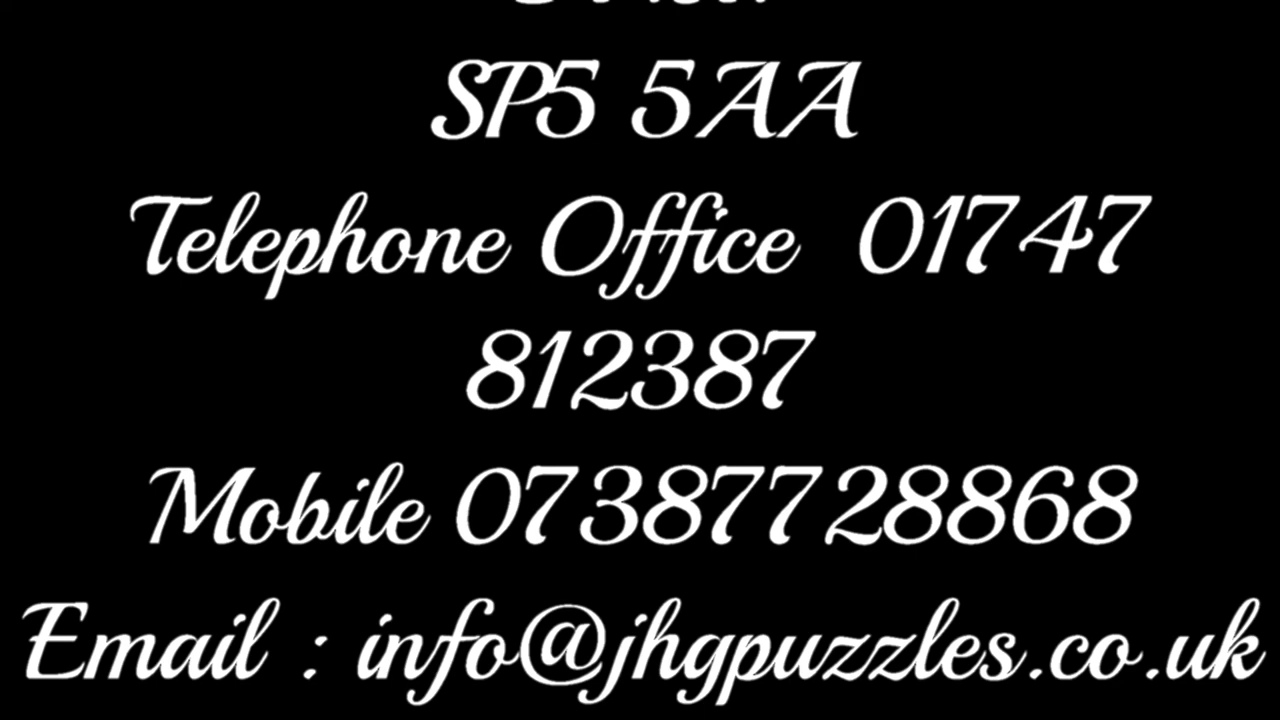 SP5 5AA
Telephone Office 01747
812387
Mobile 07387728868
Email : info@jhgpuzzles.co.uk